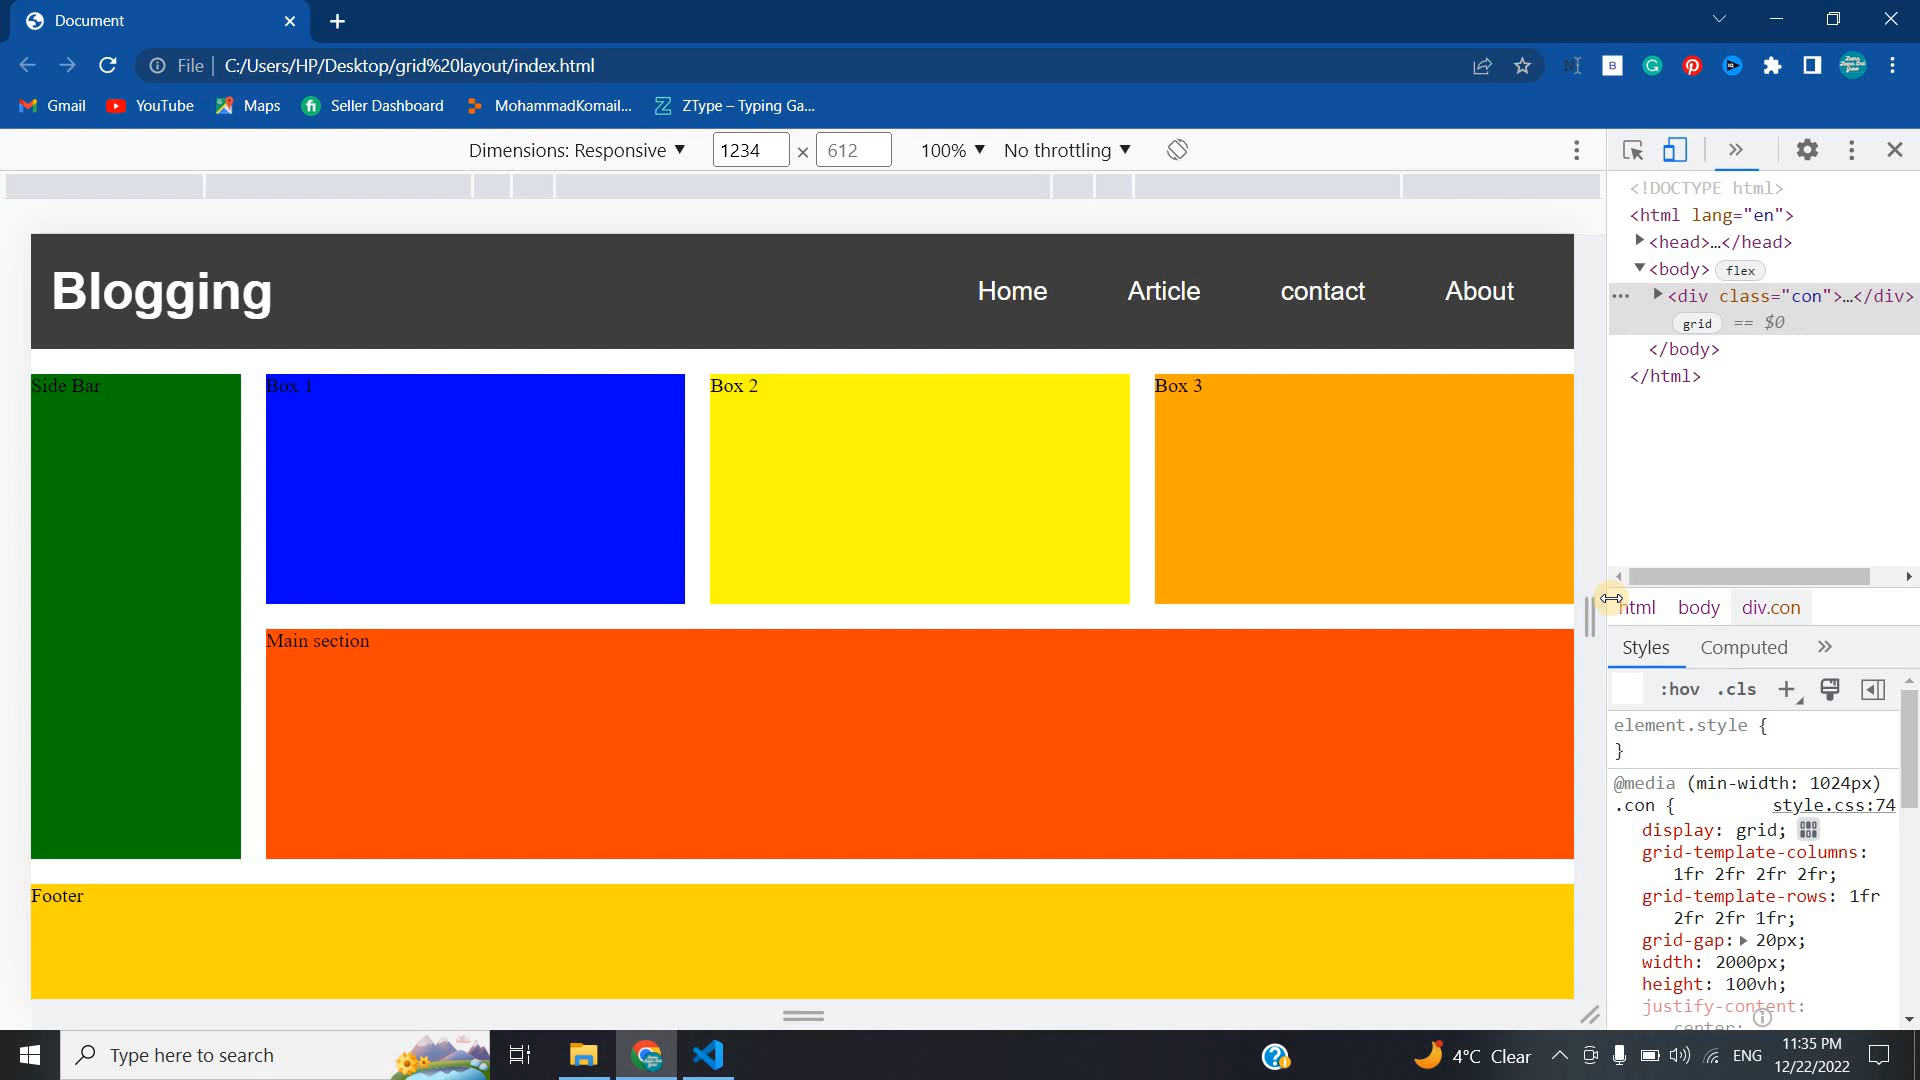 Document
File
C:/Users/HP/Desktop/grid%20layout/index.html
Gmail YouTube Maps Seller Dashboard MohammadKomail... ZType – Typing Ga...
Dimensions: Responsive 1234 × 612 100% No throttling
<!DOCTYPE html>
<html lang="en">
<head>…</head>
<body> flex
<div class="con">…</div>
grid == $0
</body>
</html>
Blogging Home Article contact About
Side Bar Box 1 Box 2 Box 3
Main section
Footer
html body div.con
Styles Computed
:hov .cls
element.style {
}
@media (min-width: 1024px)
.con { style.css:74
display: grid;
grid-template-columns:
1fr 2fr 2fr 2fr;
grid-template-rows: 1fr
2fr 2fr 1fr;
grid-gap: 20px;
width: 2000px;
height: 100vh;
justify-content:
center;
Type here to search
4°C Clear
ENG
11:35 PM
12/22/2022